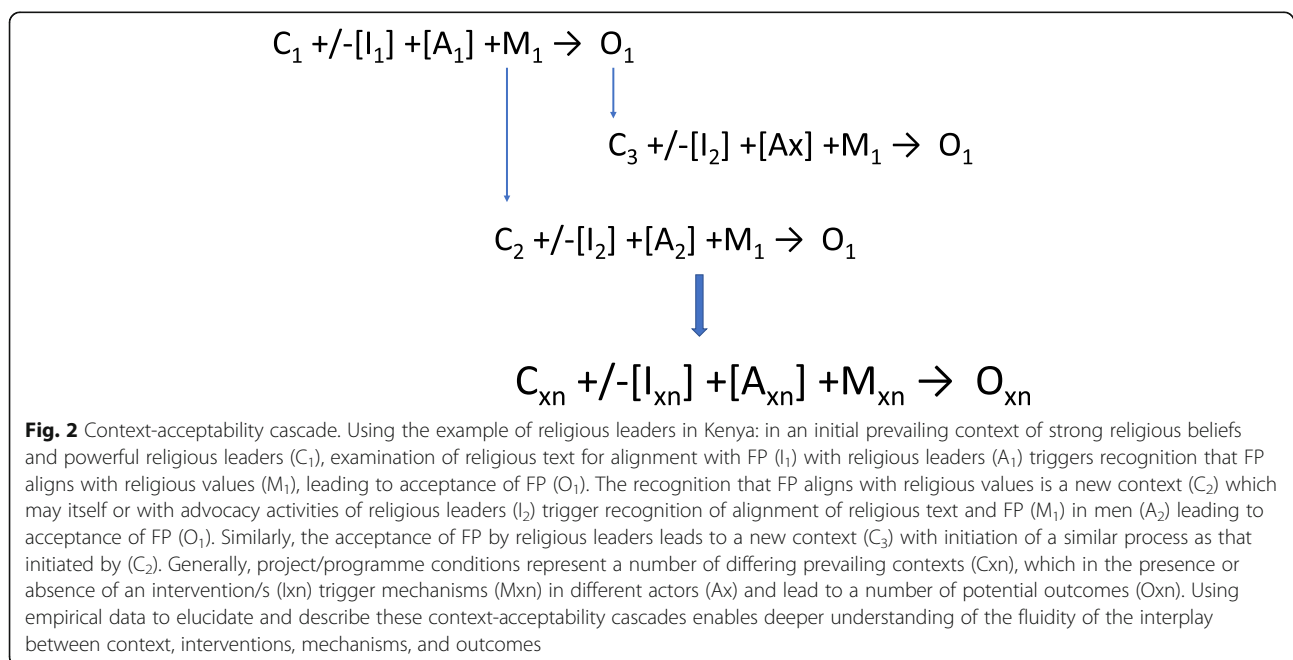 C₁ +/-[I₁] +[A₁] +M₁ → O₁
C₃ +/-[I₂] +[Ax] +M₁ → O₁
C₂ +/-[I₂] +[A₂] +M₁ → O₁
Cₓₙ +/-[Iₓₙ] +[Aₓₙ] +Mₓₙ → Oₓₙ
Fig. 2 Context-acceptability cascade. Using the example of religious leaders in Kenya: in an initial prevailing context of strong religious beliefs
and powerful religious leaders (C₁), examination of religious text for alignment with FP (I₁) with religious leaders (A₁) triggers recognition that FP
aligns with religious values (M₁), leading to acceptance of FP (O₁). The recognition that FP aligns with religious values is a new context (C₂) which
may itself or with advocacy activities of religious leaders (I₂) trigger recognition of alignment of religious text and FP (M₁) in men (A₂) leading to
acceptance of FP (O₁). Similarly, the acceptance of FP by religious leaders leads to a new context (C₃) with initiation of a similar process as that
initiated by (C₂). Generally, project/programme conditions represent a number of differing prevailing contexts (Cxn), which in the presence or
absence of an intervention/s (Ixn) trigger mechanisms (Mxn) in different actors (Ax) and lead to a number of potential outcomes (Oxn). Using
empirical data to elucidate and describe these context-acceptability cascades enables deeper understanding of the fluidity of the interplay
between context, interventions, mechanisms, and outcomes